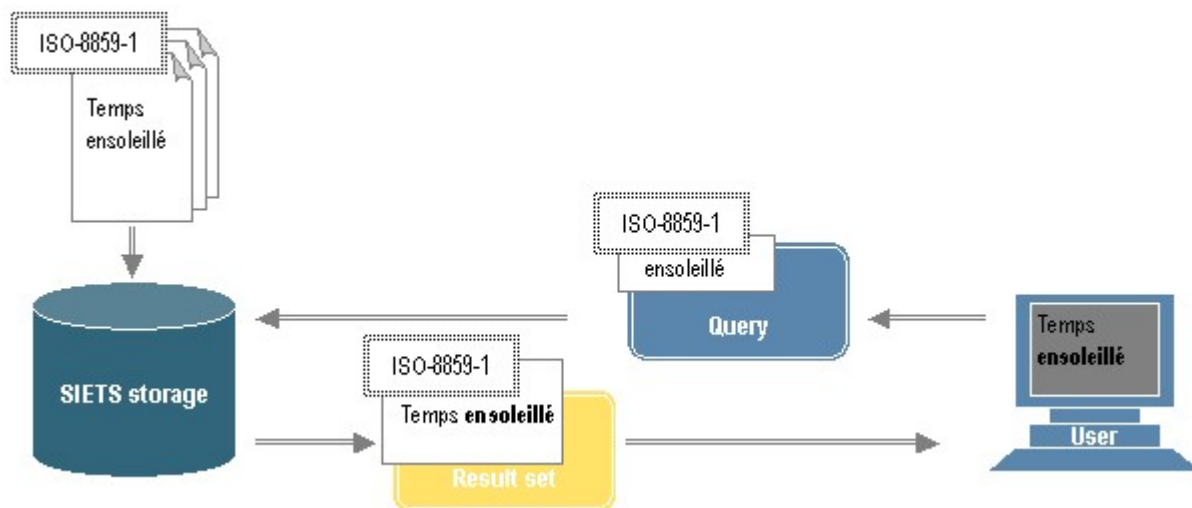 ISO-8859-1
Temps
ensoleillé
ISO-8859-1
ensoleillé
Query
Temps
ensoleillé
User
SIETS storage
ISO-8859-1
Temps ensoleillé
Result set